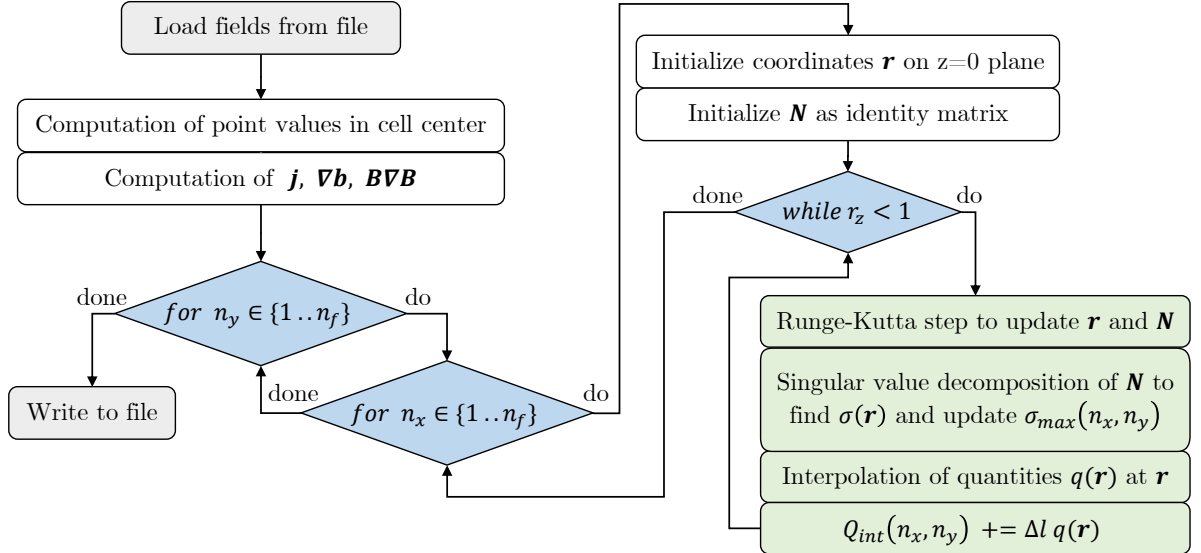 Load fields from file
Computation of point values in cell center
Computation of 𝒋, 𝛁𝒃, 𝑩𝛁𝑩
done
for n_y ∈ {1 .. n_f}
do
Write to file
done
for n_x ∈ {1 .. n_f}
do
Initialize coordinates 𝒓 on z=0 plane
Initialize 𝑵 as identity matrix
done
while r_z < 1
do
Runge-Kutta step to update 𝒓 and 𝑵
Singular value decomposition of 𝑵 to
find σ(𝒓) and update σ_max(n_x, n_y)
Interpolation of quantities q(𝒓) at 𝒓
Q_int(n_x, n_y) += Δl q(𝒓)